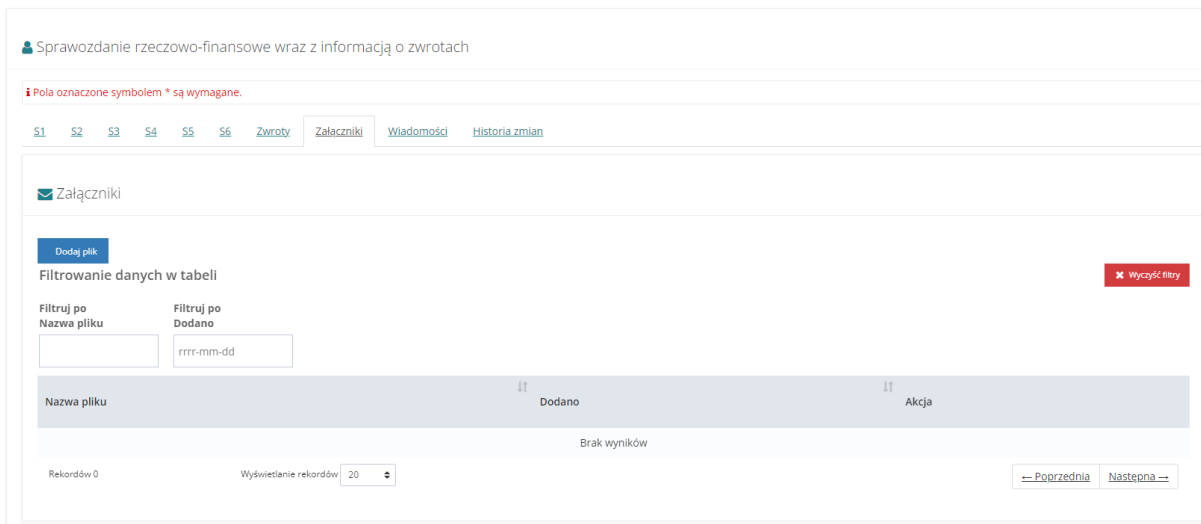 Sprawozdanie rzeczowo-finansowe wraz z informacją o zwrotach
Pola oznaczone symbolem * są wymagane.
S1 S2 S3 S4 S5 S6 Zwroty Załączniki Wiadomości Historia zmian
Załączniki
Dodaj plik
Filtrowanie danych w tabeli
Wyczyść filtry
Filtruj po Nazwa pliku
Filtruj po Dodano
rrrr-mm-dd
Nazwa pliku Dodano Akcja
Brak wyników
Rekordów 0 Wyświetlanie rekordów 20 ← Poprzednia Następna →